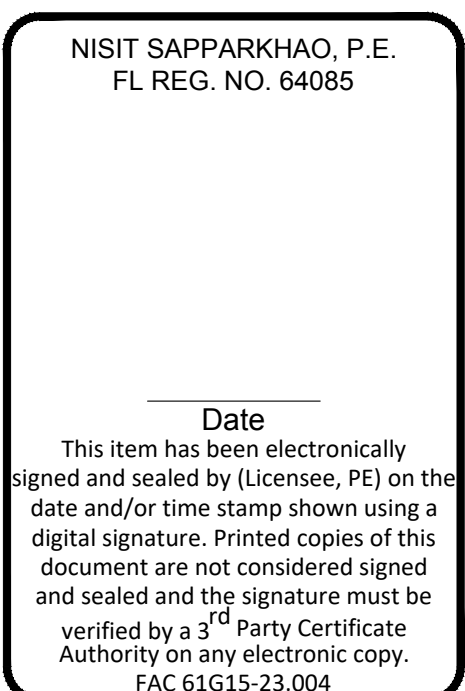 NISIT SAPPARKHAO, P.E.
FL REG. NO. 64085
Date
This item has been electronically
signed and sealed by (Licensee, PE) on the
date and/or time stamp shown using a
digital signature. Printed copies of this
document are not considered signed
and sealed and the signature must be
verified by a 3rd Party Certificate
Authority on any electronic copy.
FAC 61G15-23.004